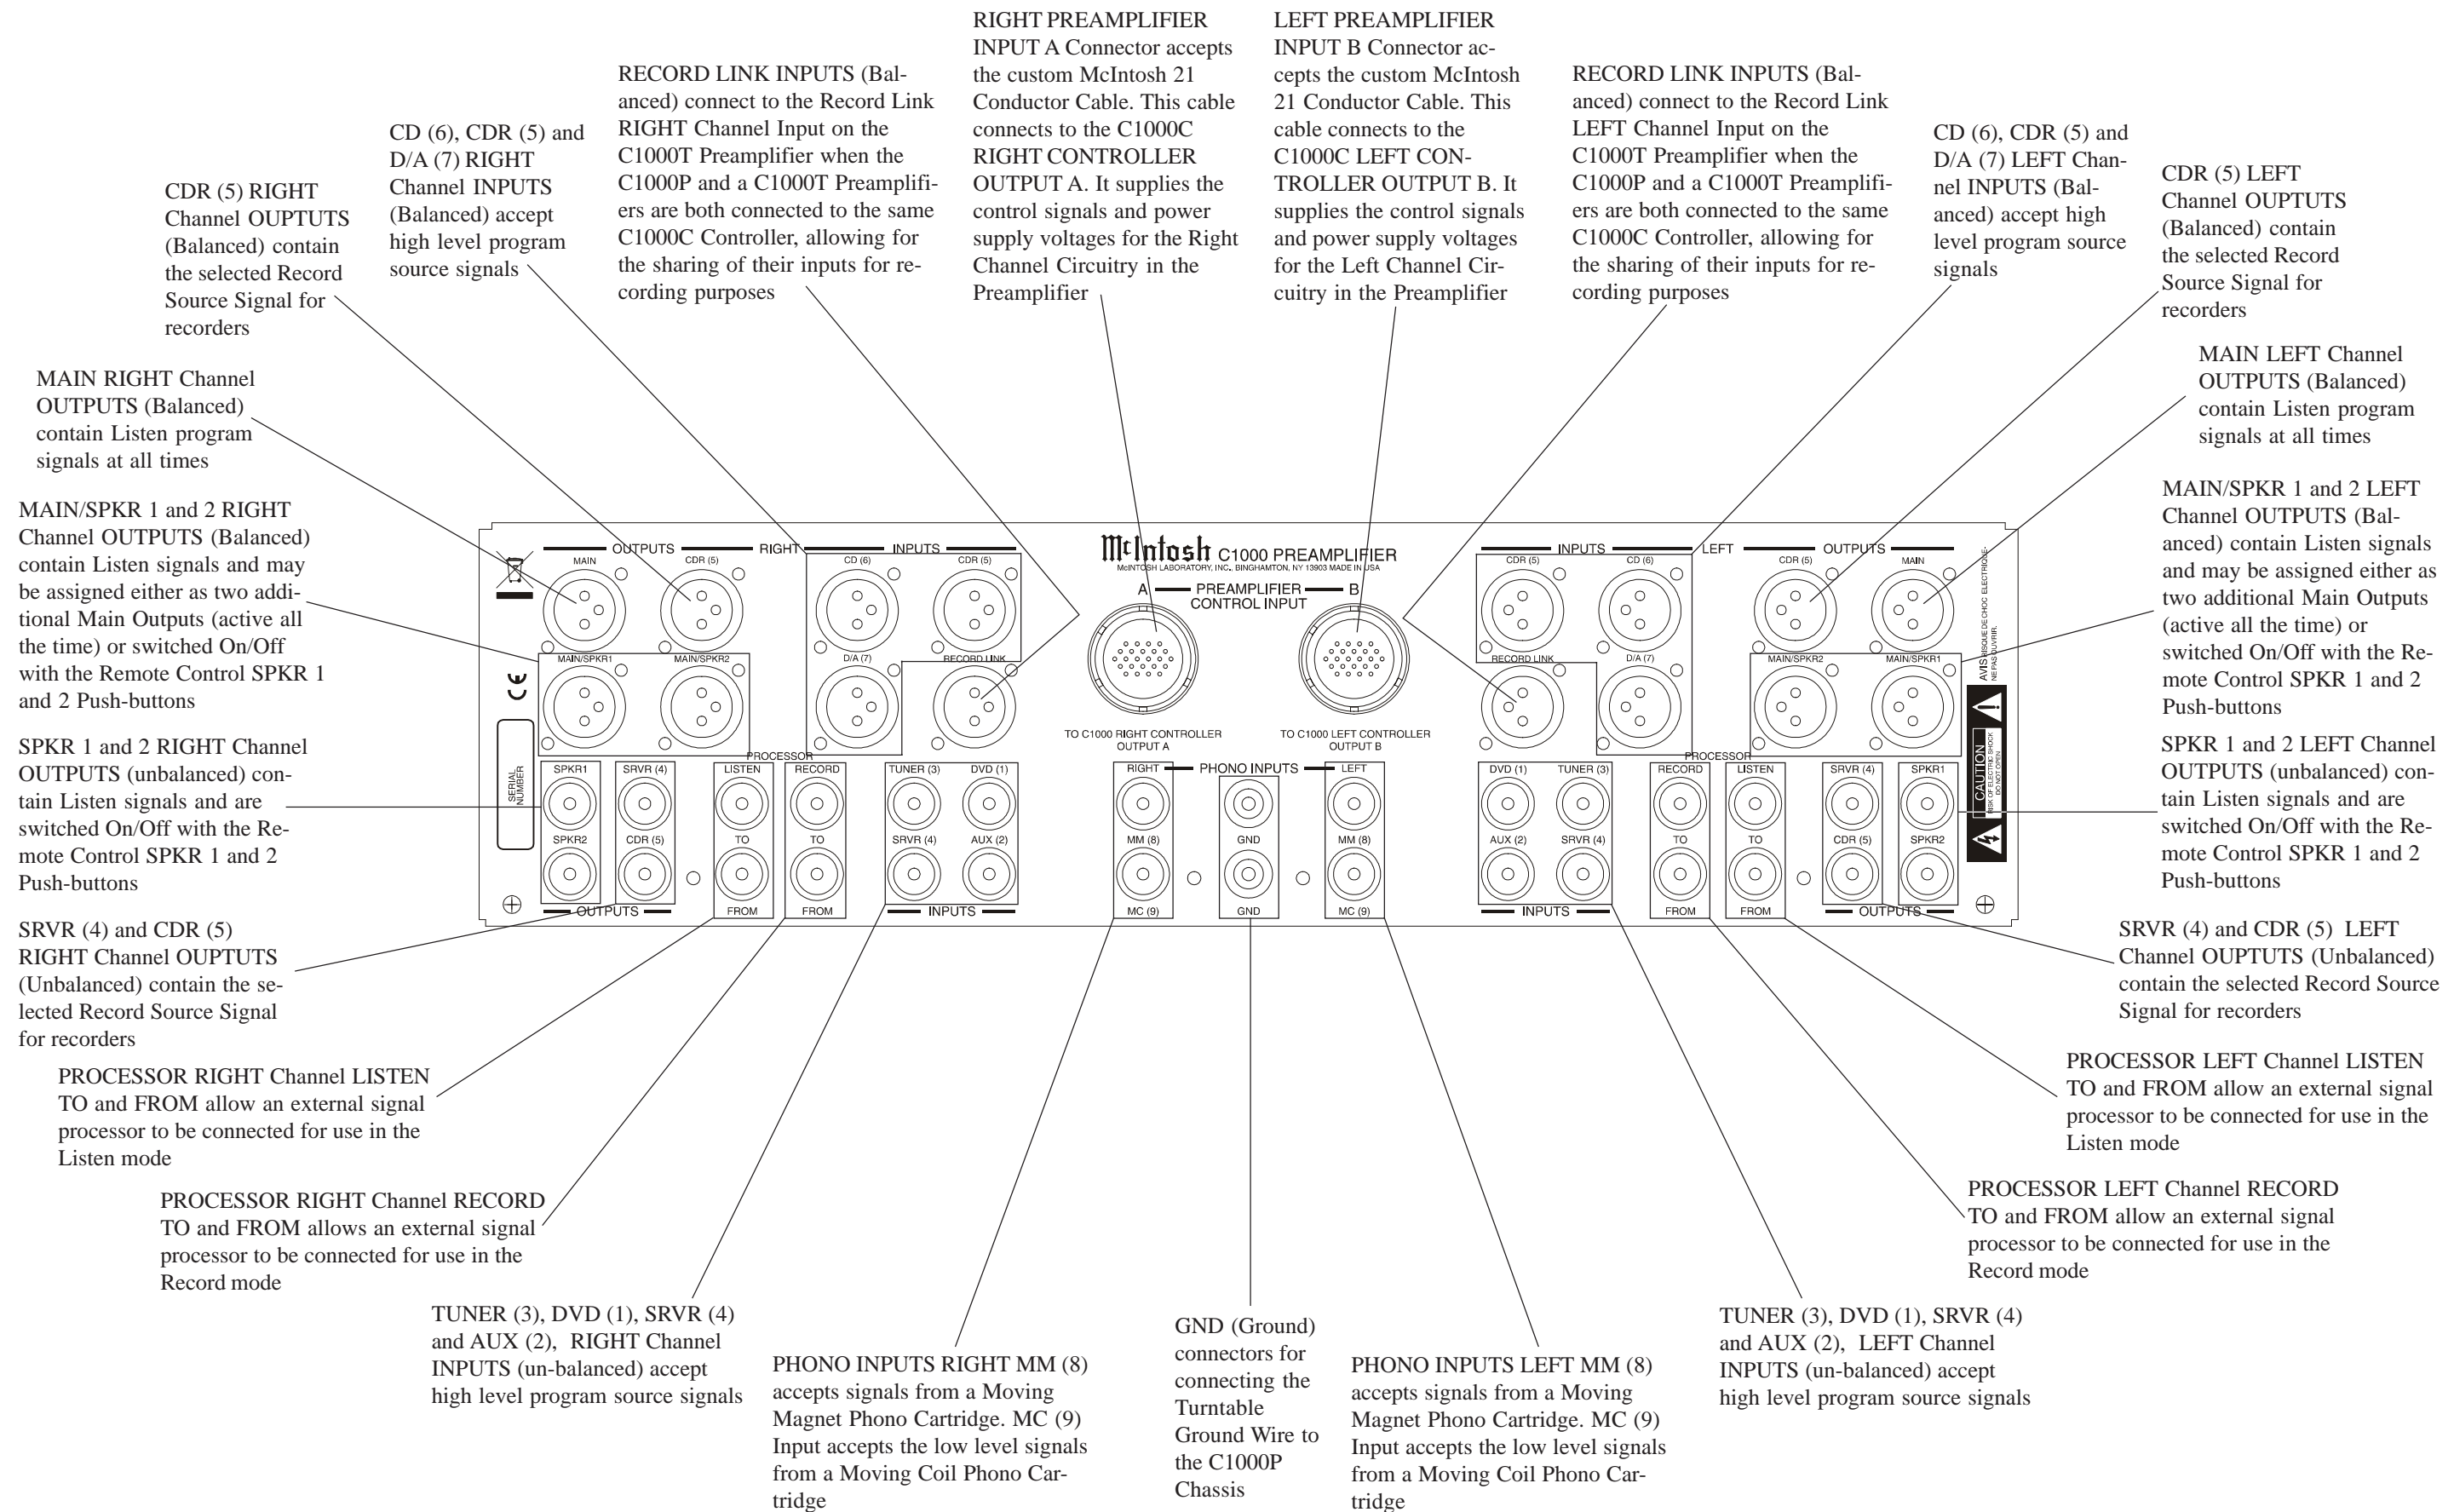 RIGHT PREAMPLIFIER
INPUT A Connector accepts
the custom McIntosh 21
Conductor Cable. This cable
connects to the C1000C
RIGHT CONTROLLER
OUTPUT A. It supplies the
control signals and power
supply voltages for the Right
Channel Circuitry in the
Preamplifier
LEFT PREAMPLIFIER
INPUT B Connector ac-
cepts the custom McIntosh
21 Conductor Cable. This
cable connects to the
C1000C LEFT CON-
TROLLER OUTPUT B. It
supplies the control signals
and power supply voltages
for the Left Channel Cir-
cuitry in the Preamplifier
RECORD LINK INPUTS (Bal-
anced) connect to the Record Link
RIGHT Channel Input on the
C1000T Preamplifier when the
C1000P and a C1000T Preamplifi-
ers are both connected to the same
C1000C Controller, allowing for
the sharing of their inputs for re-
cording purposes
RECORD LINK INPUTS (Bal-
anced) connect to the Record Link
LEFT Channel Input on the
C1000T Preamplifier when the
C1000P and a C1000T Preamplifi-
ers are both connected to the same
C1000C Controller, allowing for
the sharing of their inputs for re-
cording purposes
CD (6), CDR (5) and
D/A (7) RIGHT
Channel INPUTS
(Balanced) accept
high level program
source signals
CD (6), CDR (5) and
D/A (7) LEFT Chan-
nel INPUTS (Bal-
anced) accept high
level program source
signals
CDR (5) RIGHT
Channel OUPTUTS
(Balanced) contain
the selected Record
Source Signal for
recorders
CDR (5) LEFT
Channel OUPTUTS
(Balanced) contain
the selected Record
Source Signal for
recorders
MAIN RIGHT Channel
OUTPUTS (Balanced)
contain Listen program
signals at all times
MAIN LEFT Channel
OUTPUTS (Balanced)
contain Listen program
signals at all times
MAIN/SPKR 1 and 2 RIGHT
Channel OUTPUTS (Balanced)
contain Listen signals and may
be assigned either as two addi-
tional Main Outputs (active all
the time) or switched On/Off
with the Remote Control SPKR 1
and 2 Push-buttons
MAIN/SPKR 1 and 2 LEFT
Channel OUTPUTS (Bal-
anced) contain Listen signals
and may be assigned either as
two additional Main Outputs
(active all the time) or
switched On/Off with the Re-
mote Control SPKR 1 and 2
Push-buttons
OUTPUTS RIGHT INPUTS
McIntosh C1000 PREAMPLIFIER
McINTOSH LABORATORY, INC. BINGHAMTON, NY 13903 MADE IN USA
INPUTS LEFT OUTPUTS
MAIN CDR (5) CD (6) CDR (5)
A PREAMPLIFIER CONTROL INPUT B
CDR (5) CD (6) CDR (5) MAIN
MAIN/SPKR1 MAIN/SPKR2 D/A (7) RECORD LINK
RECORD LINK D/A (7) MAIN/SPKR2 MAIN/SPKR1
TO C1000 RIGHT CONTROLLER
OUTPUT A
TO C1000 LEFT CONTROLLER
OUTPUT B
CE
SERIAL
NUMBER
AVIS RISQUE DE CHOC ELECTRIQUE-
NE PAS OUVRIR.
CAUTION
RISK OF ELECTRIC SHOCK
DO NOT OPEN
PROCESSOR
SPKR1 SRVR (4) LISTEN RECORD TUNER (3) DVD (1)
RIGHT PHONO INPUTS LEFT
PROCESSOR
DVD (1) TUNER (3) RECORD LISTEN SRVR (4) SPKR1
SPKR2 CDR (5) TO TO SRVR (4) AUX (2)
MM (8) GND MM (8)
AUX (2) SRVR (4) TO TO CDR (5) SPKR2
OUTPUTS FROM FROM INPUTS
MC (9) GND MC (9)
INPUTS FROM FROM OUTPUTS
SPKR 1 and 2 RIGHT Channel
OUTPUTS (unbalanced) con-
tain Listen signals and are
switched On/Off with the Re-
mote Control SPKR 1 and 2
Push-buttons
SPKR 1 and 2 LEFT Channel
OUTPUTS (unbalanced) con-
tain Listen signals and are
switched On/Off with the Re-
mote Control SPKR 1 and 2
Push-buttons
SRVR (4) and CDR (5)
RIGHT Channel OUPTUTS
(Unbalanced) contain the se-
lected Record Source Signal
for recorders
SRVR (4) and CDR (5) LEFT
Channel OUPTUTS (Unbalanced)
contain the selected Record Source
Signal for recorders
PROCESSOR RIGHT Channel LISTEN
TO and FROM allow an external signal
processor to be connected for use in the
Listen mode
PROCESSOR LEFT Channel LISTEN
TO and FROM allow an external signal
processor to be connected for use in the
Listen mode
PROCESSOR RIGHT Channel RECORD
TO and FROM allows an external signal
processor to be connected for use in the
Record mode
PROCESSOR LEFT Channel RECORD
TO and FROM allow an external signal
processor to be connected for use in the
Record mode
TUNER (3), DVD (1), SRVR (4)
and AUX (2), RIGHT Channel
INPUTS (un-balanced) accept
high level program source signals
PHONO INPUTS RIGHT MM (8)
accepts signals from a Moving
Magnet Phono Cartridge. MC (9)
Input accepts the low level signals
from a Moving Coil Phono Car-
tridge
GND (Ground)
connectors for
connecting the
Turntable
Ground Wire to
the C1000P
Chassis
PHONO INPUTS LEFT MM (8)
accepts signals from a Moving
Magnet Phono Cartridge. MC (9)
Input accepts the low level signals
from a Moving Coil Phono Car-
tridge
TUNER (3), DVD (1), SRVR (4)
and AUX (2), LEFT Channel
INPUTS (un-balanced) accept
high level program source signals